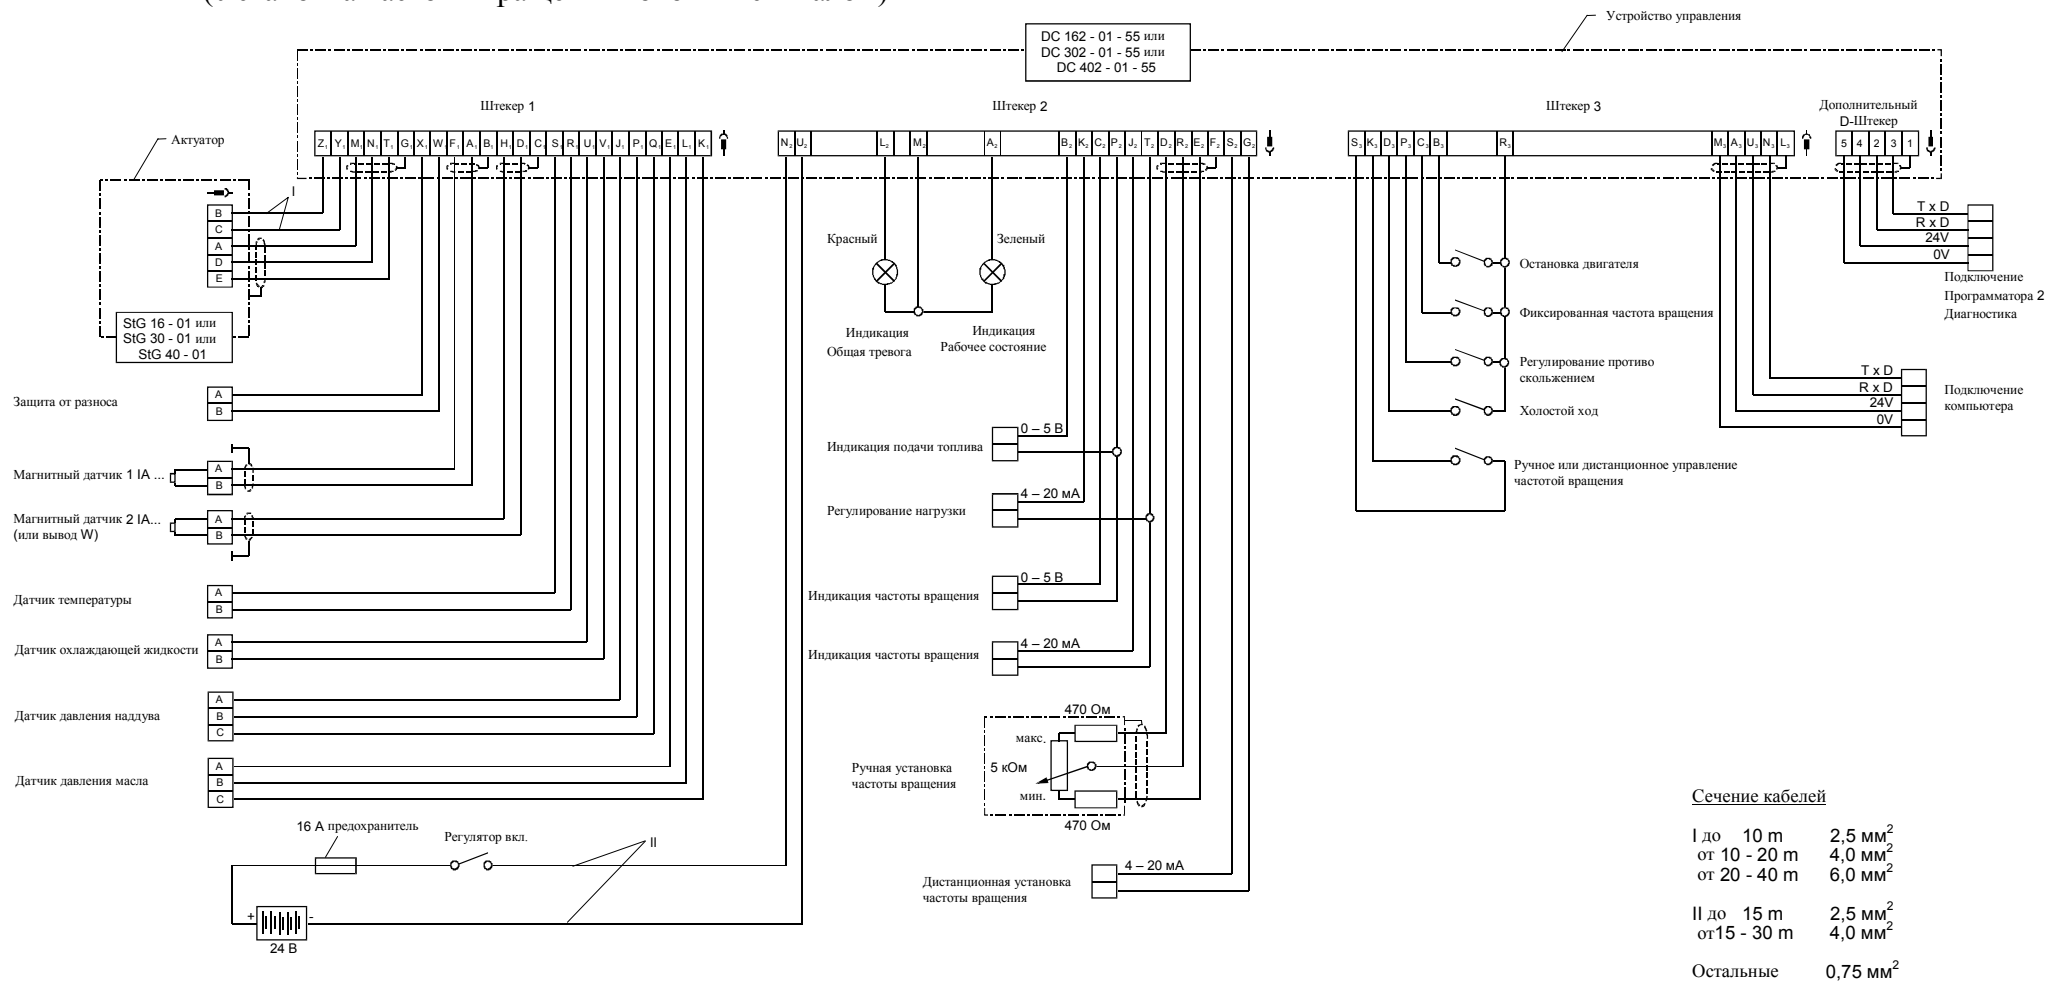 Устройство управления
DC 162 - 01 - 55 или
DC 302 - 01 - 55 или
DC 402 - 01 - 55
Штекер 1
Штекер 2
Штекер 3
Дополнительный
D-Штекер
Актуатор
Z₁ Y₁ M₁ N₁ T₁ G₁ X₁ W₁ F₁ A₁ B₁ H₁ D₁ C₁ S₁ R₁ U₁ V₁ J₁ P₁ Q₁ E₁ L₁ K₁
N₂ U₂ L₂ M₂ A₂ B₂ K₂ C₂ P₂ J₂ T₂ D₂ R₂ E₂ F₂ S₂ G₂
S₃ K₃ D₃ P₃ C₃ B₃ R₃ M₃ A₃ U₃ N₃ L₃
5 4 2 3 1
I
B
C
A
D
E
StG 16 - 01 или
StG 30 - 01 или
StG 40 - 01
Защита от разноса
A
B
Магнитный датчик 1 IA ...
A
B
Магнитный датчик 2 IA...
(или вывод W)
A
B
Датчик температуры
A
B
Датчик охлаждающей жидкости
A
B
Датчик давления наддува
A
B
C
Датчик давления масла
A
B
C
16 А предохранитель
Регулятор вкл.
II
+
-
24 В
Красный
Зеленый
Индикация
Общая тревога
Индикация
Рабочее состояние
Индикация подачи топлива
0 – 5 В
Регулирование нагрузки
4 – 20 мА
Индикация частоты вращения
0 – 5 В
Индикация частоты вращения
4 – 20 мА
470 Ом
макс.
5 кОм
мин.
470 Ом
Ручная установка
частоты вращения
4 – 20 мА
Дистанционная установка
частоты вращения
Остановка двигателя
Фиксированная частота вращения
Регулирование противо
скольжением
Холостой ход
Ручное или дистанционное управление
частотой вращения
T x D
R x D
24V
0V
Подключение
Программатора 2
Диагностика
T x D
R x D
24V
0V
Подключение
компьютера
Сечение кабелей
I до 10 m 2,5 мм²
от 10 - 20 m 4,0 мм²
от 20 - 40 m 6,0 мм²
II до 15 m 2,5 мм²
от15 - 30 m 4,0 мм²
Остальные 0,75 мм²